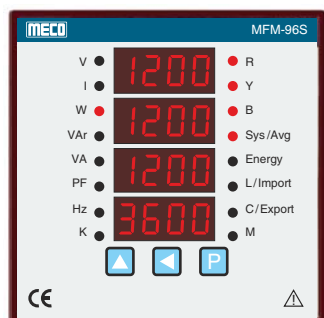 MECO MFM-96S
V 1200 R
I Y
W 1200 B
VAr Sys/Avg
VA 1200 Energy
PF L/Import
Hz 3600 C/Export
K M
P
CE